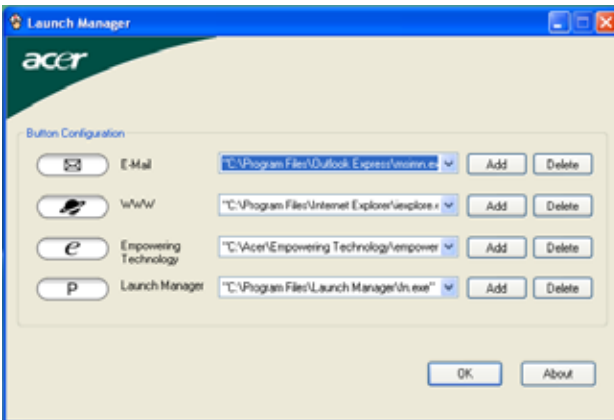 Launch Manager
acer
Button Configuration
E-Mail
"C:\Program Files\Outlook Express\msimn.ex
Add
Delete
WWW
"C:\Program Files\Internet Explorer\iexplore.e
Add
Delete
e
Empowering
Technology
"C:\Acer\Empowering Technology\empower
Add
Delete
P
Launch Manager
"C:\Program Files\Launch Manager\fn.exe"
Add
Delete
OK
About